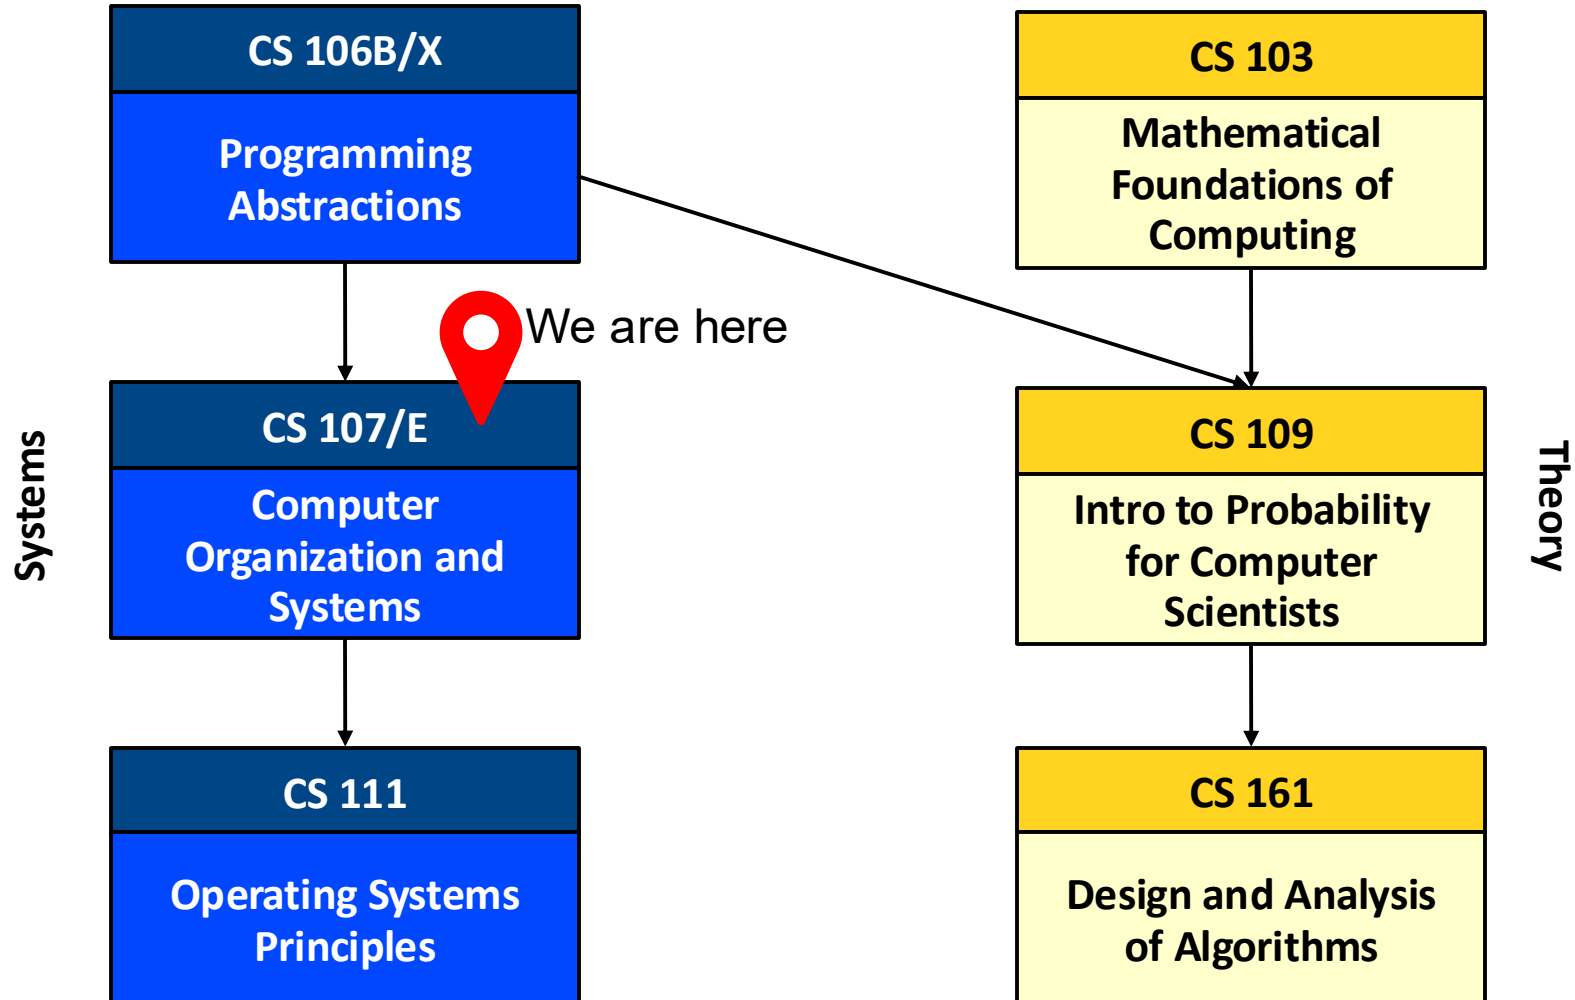 CS 106B/X
Programming
Abstractions
CS 103
Mathematical
Foundations of
Computing
We are here
Systems
CS 107/E
Computer
Organization and
Systems
CS 109
Intro to Probability
for Computer
Scientists
Theory
CS 111
Operating Systems
Principles
CS 161
Design and Analysis
of Algorithms